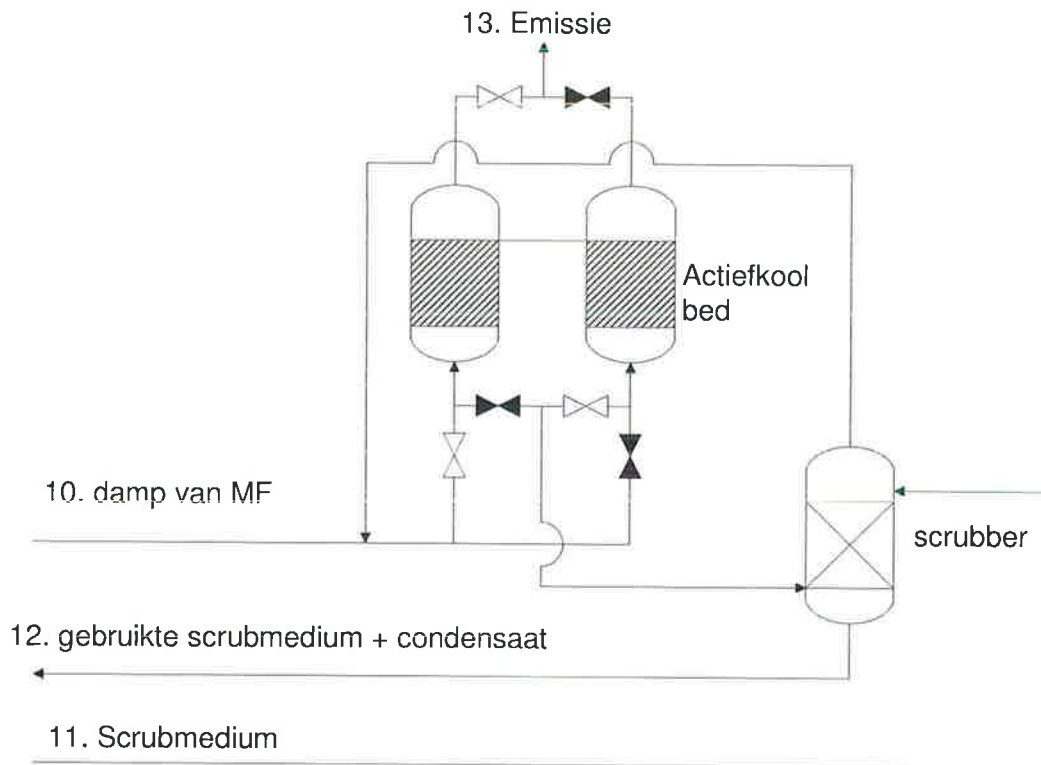 13. Emissie
Actiefkool
bed
10. damp van MF
scrubber
12. gebruikte scrubmedium + condensaat
11. Scrubmedium